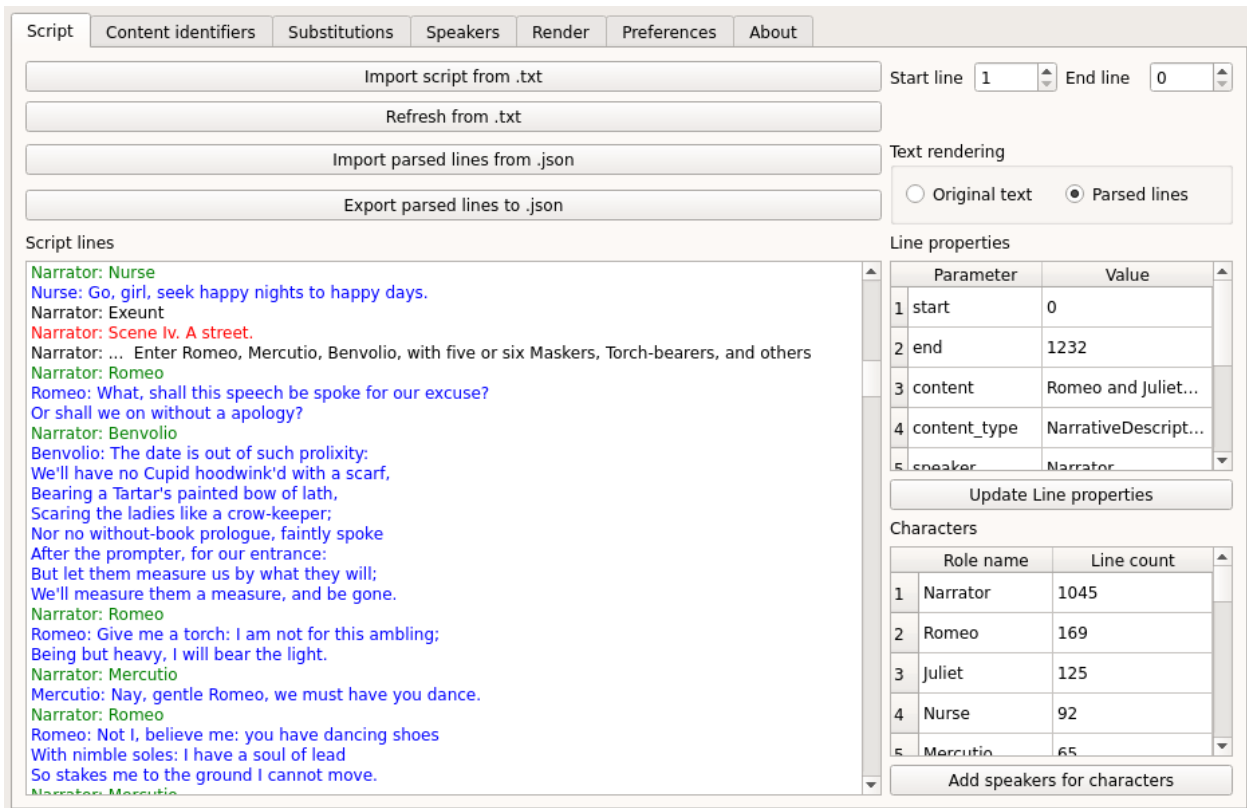 Script Content identifiers Substitutions Speakers Render Preferences About
Import script from .txt
Refresh from .txt
Import parsed lines from .json
Export parsed lines to .json
Start line 1 End line 0
Text rendering
Original text Parsed lines
Script lines
Narrator: Nurse
Nurse: Go, girl, seek happy nights to happy days.
Narrator: Exeunt
Narrator: Scene Iv. A street.
Narrator: ...  Enter Romeo, Mercutio, Benvolio, with five or six Maskers, Torch-bearers, and others
Narrator: Romeo
Romeo: What, shall this speech be spoke for our excuse?
Or shall we on without a apology?
Narrator: Benvolio
Benvolio: The date is out of such prolixity:
We'll have no Cupid hoodwink'd with a scarf,
Bearing a Tartar's painted bow of lath,
Scaring the ladies like a crow-keeper;
Nor no without-book prologue, faintly spoke
After the prompter, for our entrance:
But let them measure us by what they will;
We'll measure them a measure, and be gone.
Narrator: Romeo
Romeo: Give me a torch: I am not for this ambling;
Being but heavy, I will bear the light.
Narrator: Mercutio
Mercutio: Nay, gentle Romeo, we must have you dance.
Narrator: Romeo
Romeo: Not I, believe me: you have dancing shoes
With nimble soles: I have a soul of lead
So stakes me to the ground I cannot move.
Narrator: Mercutio
Line properties
Parameter Value
1 start 0
2 end 1232
3 content Romeo and Juliet...
4 content_type NarrativeDescript...
5 speaker Narrator
Update Line properties
Characters
Role name Line count
1 Narrator 1045
2 Romeo 169
3 Juliet 125
4 Nurse 92
5 Mercutio 65
Add speakers for characters